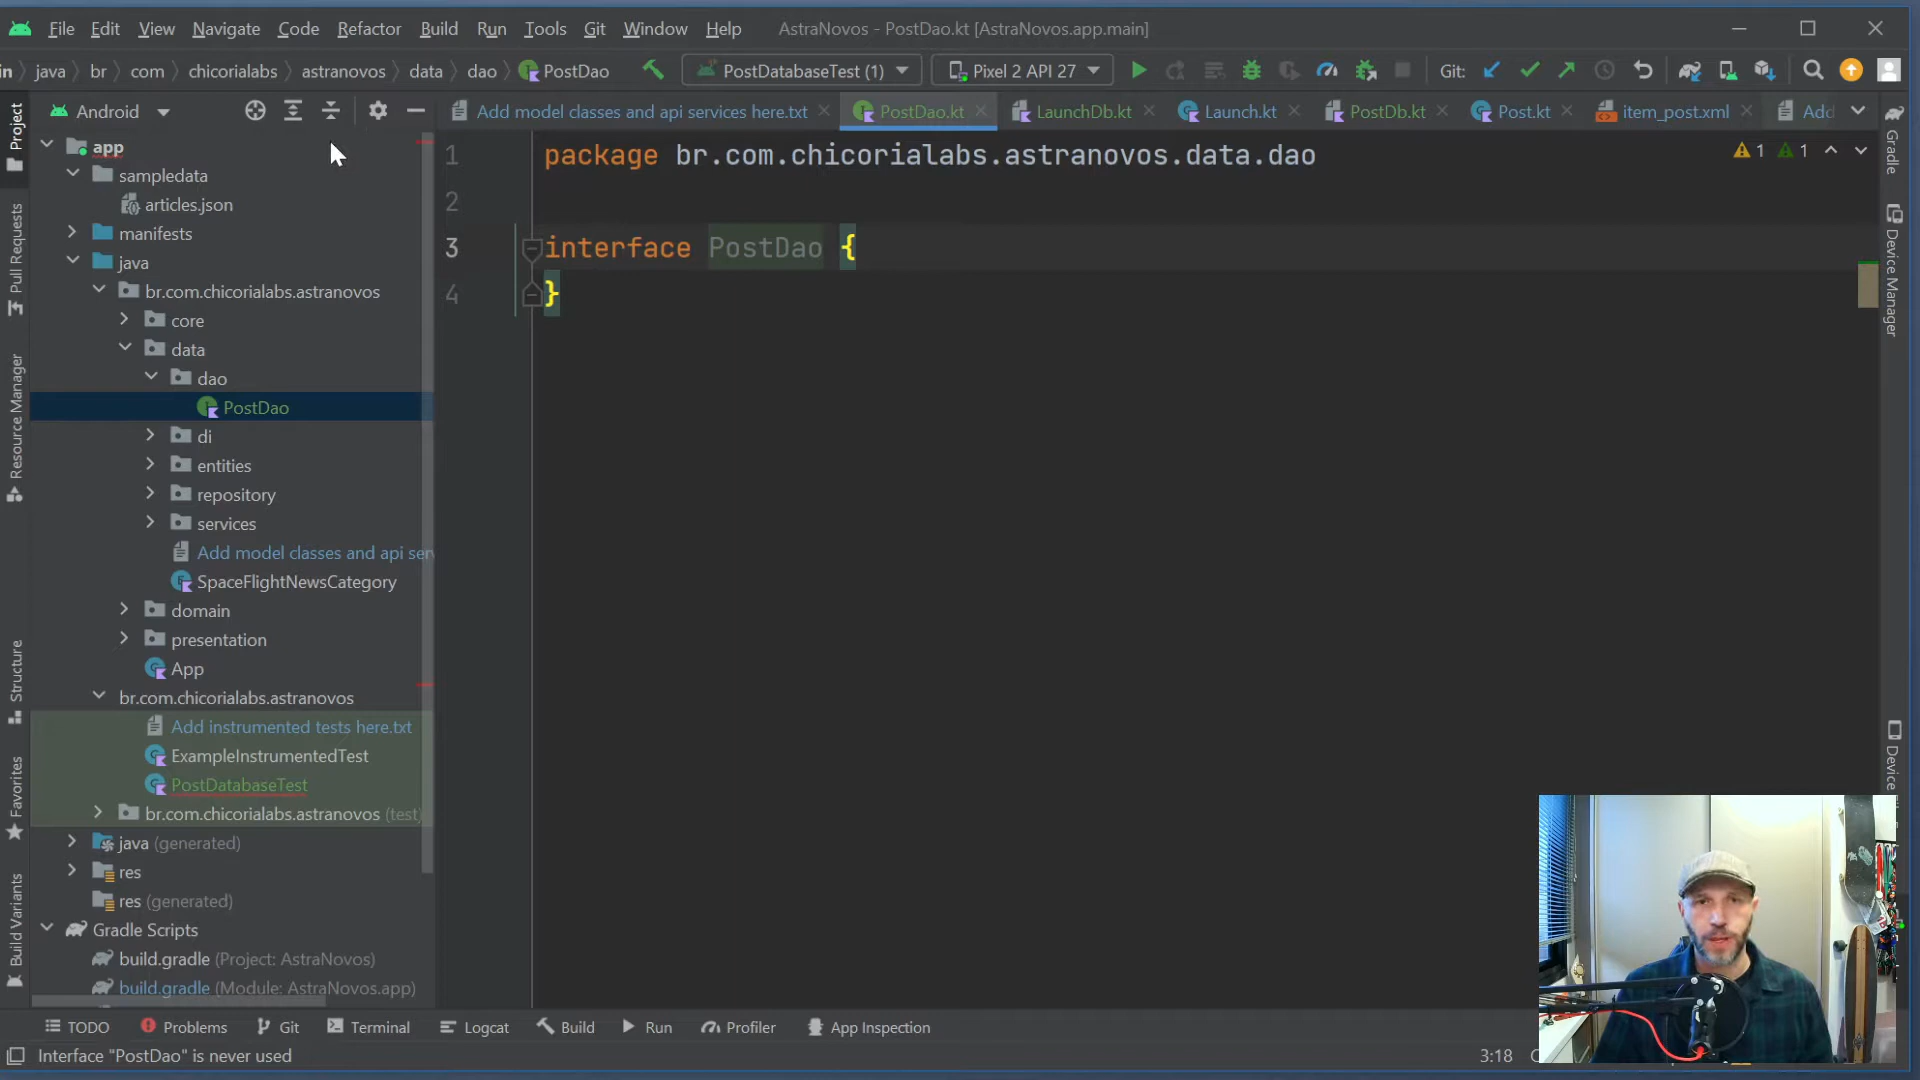 File Edit View Navigate Code Refactor Build Run Tools Git Window Help AstraNovos - PostDao.kt [AstraNovos.app.main]
in java br com chicorialabs astranovos data dao PostDao PostDatabaseTest (1) Pixel 2 API 27 Git:
Android
Add model classes and api services here.txt PostDao.kt LaunchDb.kt Launch.kt PostDb.kt Post.kt item_post.xml Add
Project
Pull Requests
Resource Manager
Structure
Favorites
Build Variants
app
sampledata
articles.json
manifests
java
br.com.chicorialabs.astranovos
core
data
dao
PostDao
di
entities
repository
services
Add model classes and api ser
SpaceFlightNewsCategory
domain
presentation
App
br.com.chicorialabs.astranovos
Add instrumented tests here.txt
ExampleInstrumentedTest
PostDatabaseTest
br.com.chicorialabs.astranovos (test)
java (generated)
res
res (generated)
Gradle Scripts
build.gradle (Project: AstraNovos)
build.gradle (Module: AstraNovos.app)
1 package br.com.chicorialabs.astranovos.data.dao
2
3 interface PostDao {
4 }
1 1
Gradle
Device Manager
Device
TODO Problems Git Terminal Logcat Build Run Profiler App Inspection
Interface "PostDao" is never used
3:18